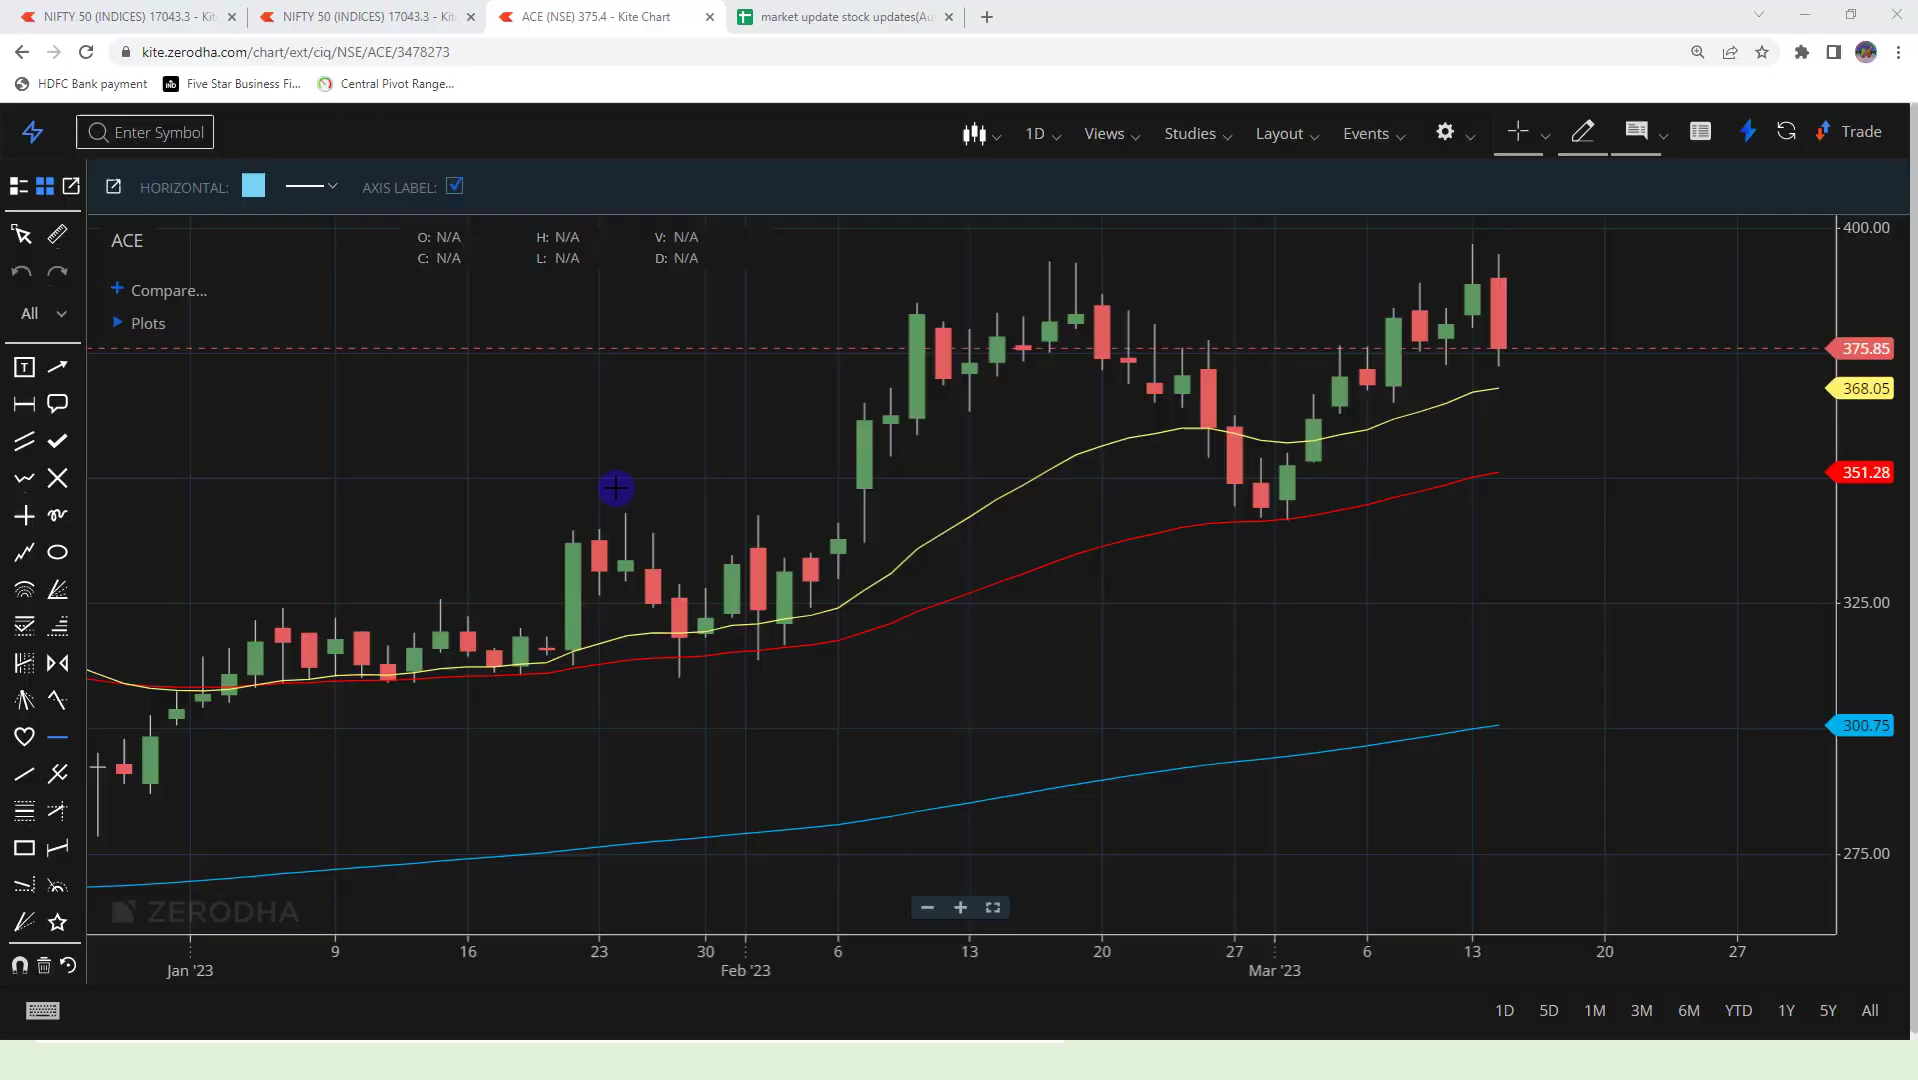 NIFTY 50 (INDICES) 17043.3 - Kit
NIFTY 50 (INDICES) 17043.3 - Kit
ACE (NSE) 375.4 - Kite Chart
market update stock updates(Au
kite.zerodha.com/chart/ext/ciq/NSE/ACE/3478273
HDFC Bank payment
Five Star Business Fi...
Central Pivot Range...
Enter Symbol
1D
Views
Studies
Layout
Events
Trade
HORIZONTAL:
AXIS LABEL:
ACE
O: N/A H: N/A V: N/A
C: N/A L: N/A D: N/A
Compare...
Plots
All
400.00
375.85
368.05
351.28
325.00
300.75
275.00
ZERODHA
9 16 23 30 6 13 20 27 6 13 20 27
Jan '23 Feb '23 Mar '23
1D 5D 1M 3M 6M YTD 1Y 5Y All